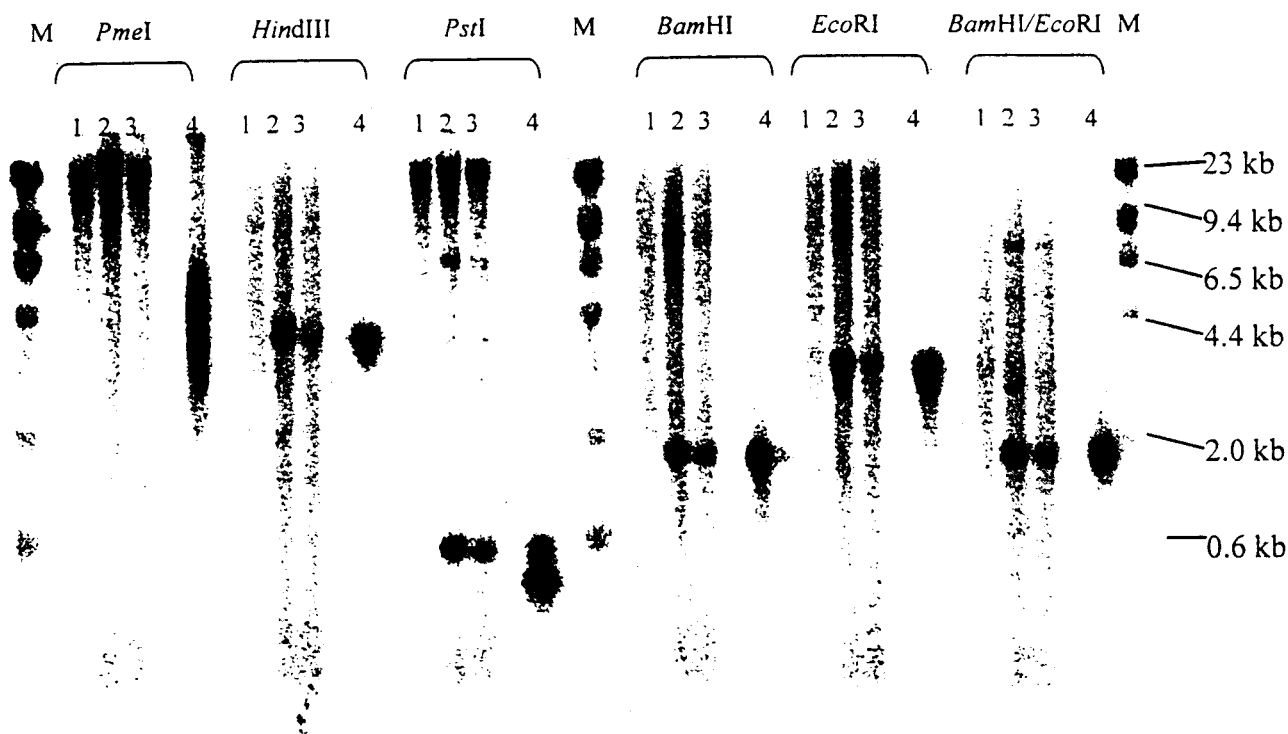 M PmeI HindIII PstI M BamHI EcoRI BamHI/EcoRI M
1 2 3 4 1 2 3 4 1 2 3 4 1 2 3 4 1 2 3 4 1 2 3 4
23 kb
9.4 kb
6.5 kb
4.4 kb
2.0 kb
0.6 kb